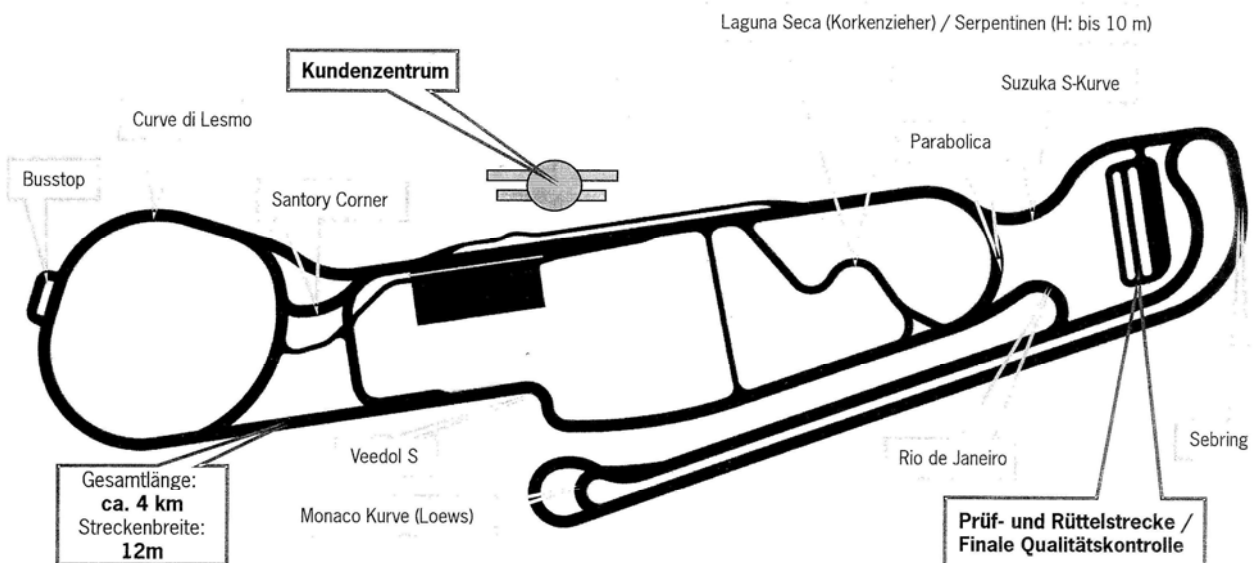 Laguna Seca (Korkenzieher) / Serpentinen (H: bis 10 m)
Kundenzentrum
Suzuka S-Kurve
Curve di Lesmo
Parabolica
Busstop
Santory Corner
Sebring
Veedol S
Rio de Janeiro
Gesamtlänge:
ca. 4 km
Streckenbreite:
12m
Monaco Kurve (Loews)
Prüf- und Rüttelstrecke /
Finale Qualitätskontrolle